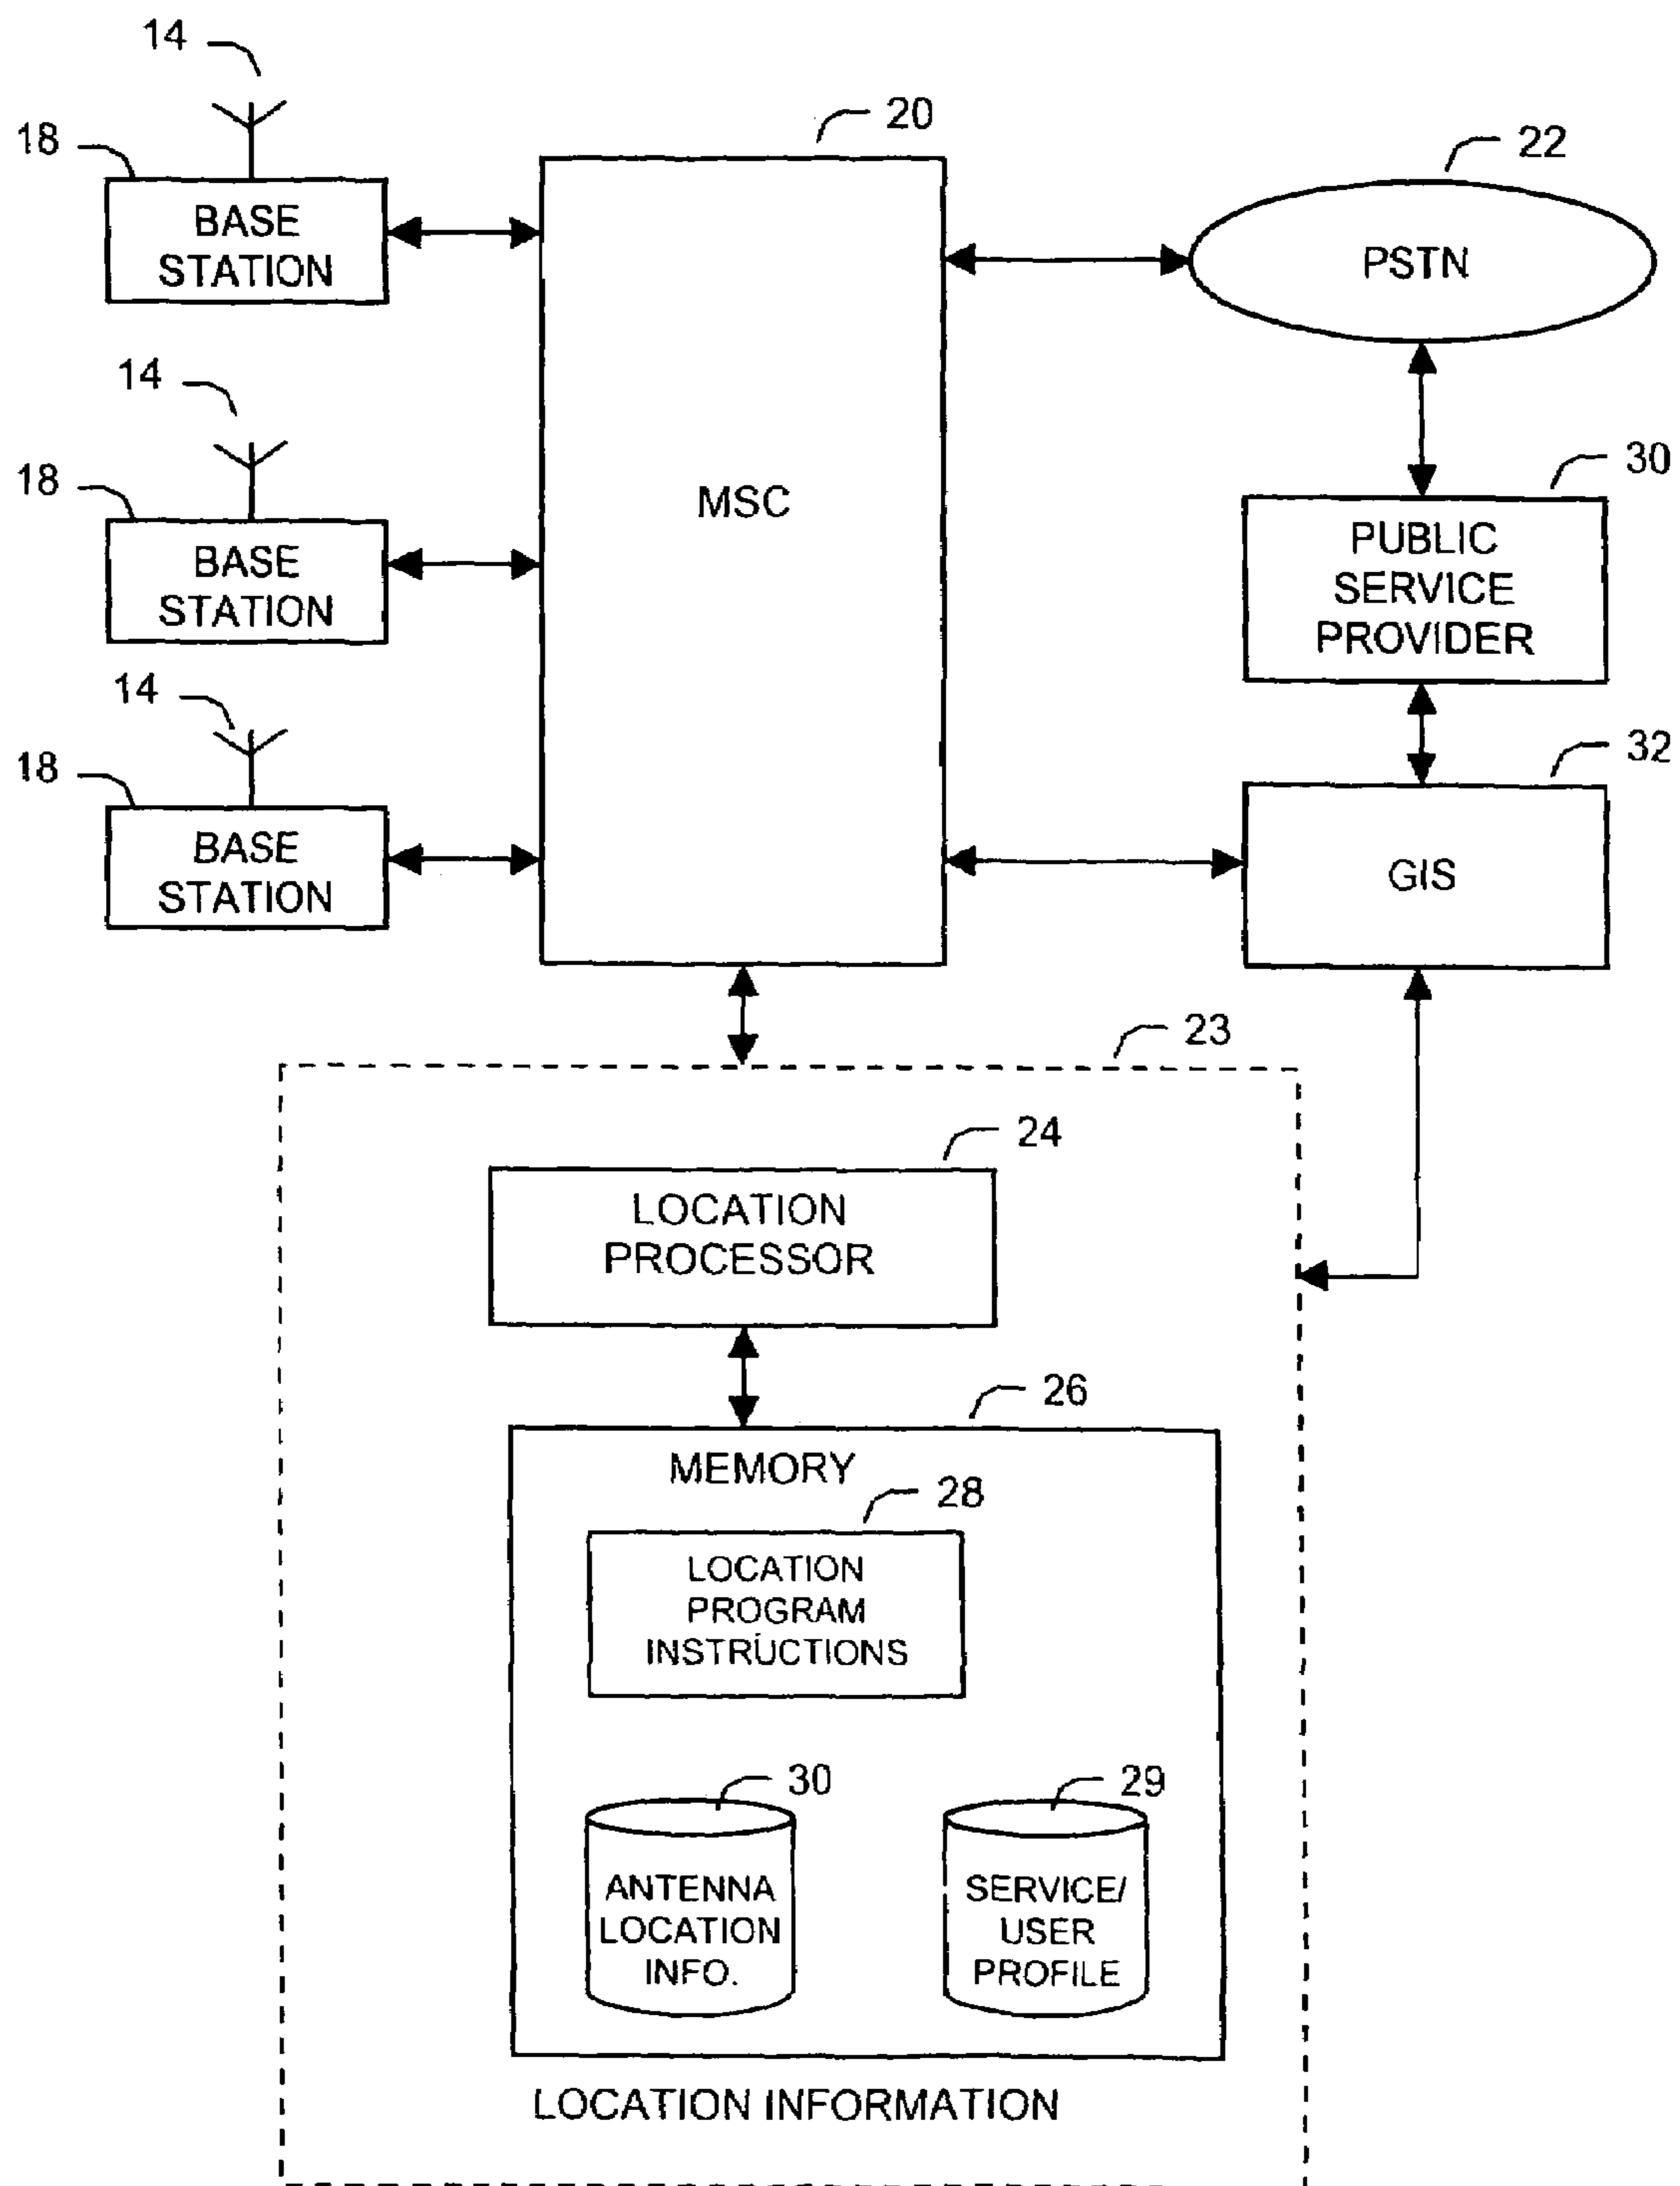 14
18
BASE
STATION
14
18
BASE
STATION
14
18
BASE
STATION
20
MSC
22
PSTN
30
PUBLIC
SERVICE
PROVIDER
32
GIS
23
24
LOCATION
PROCESSOR
26
MEMORY
28
LOCATION
PROGRAM
INSTRUCTIONS
30
ANTENNA
LOCATION
INFO.
29
SERVICE/
USER
PROFILE
LOCATION INFORMATION